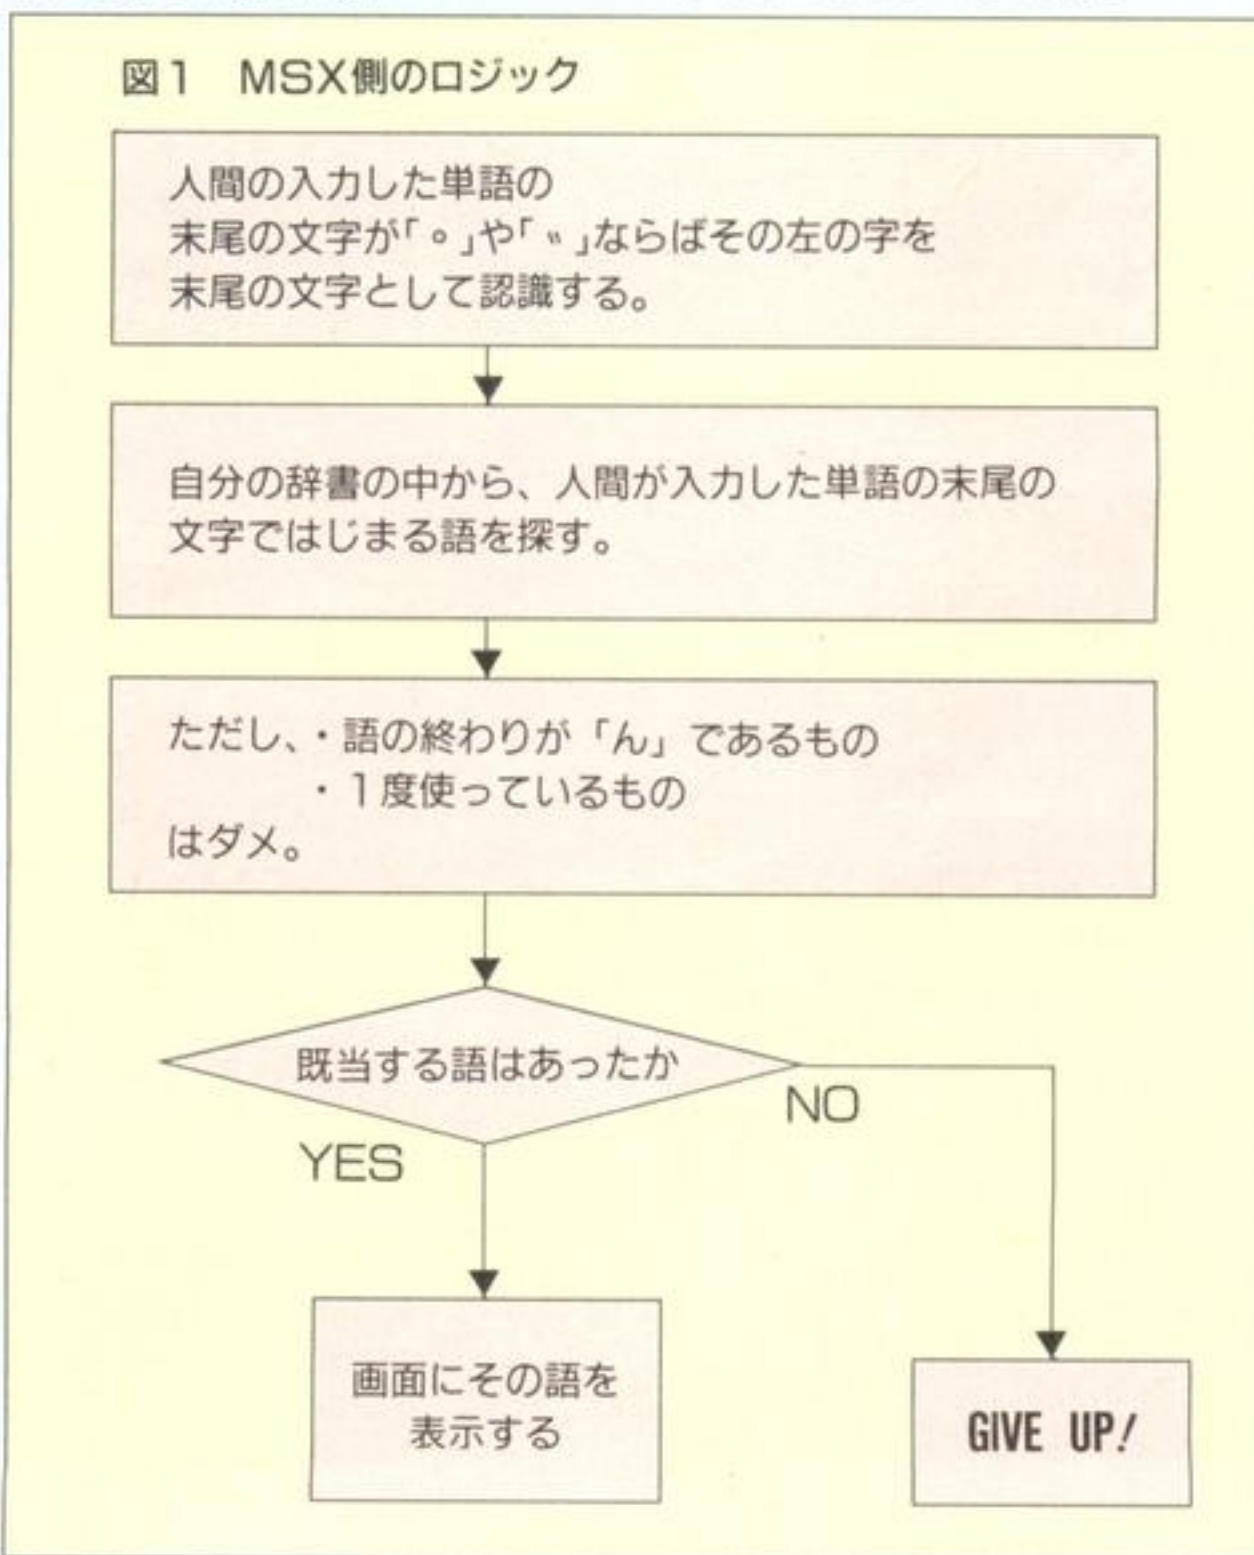 図1 MSX側のロジック
人間の入力した単語の
末尾の文字が「゜」や「゛」ならばその左の字を
末尾の文字として認識する。
自分の辞書の中から、人間が入力した単語の末尾の
文字ではじまる語を探す。
ただし、・語の終わりが「ん」であるもの
・1度使っているもの
はダメ。
既当する語はあったか
NO
YES
画面にその語を
表示する
GIVE UP!